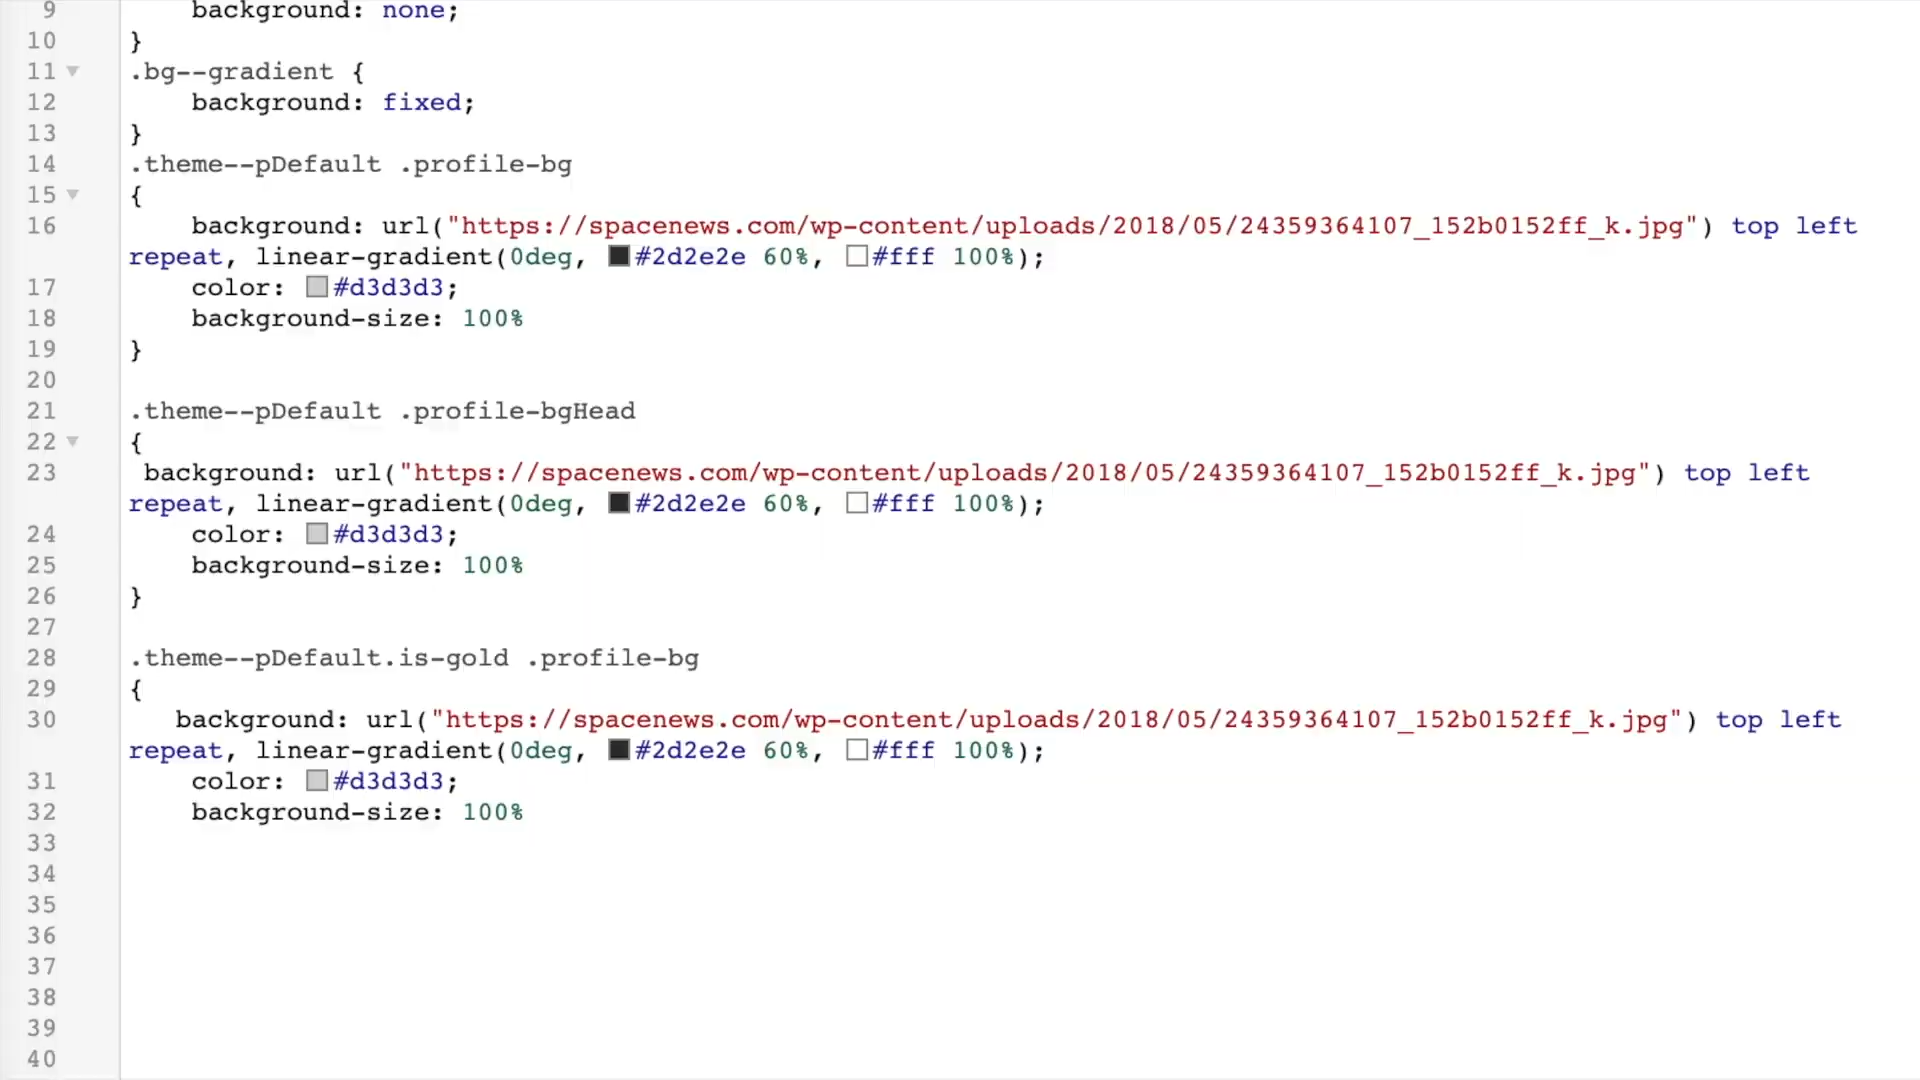 9 background: none;
10 }
11 .bg--gradient {
12 background: fixed;
13 }
14 .theme--pDefault .profile-bg
15 {
16 background: url("https://spacenews.com/wp-content/uploads/2018/05/24359364107_152b0152ff_k.jpg") top left
repeat, linear-gradient(0deg, #2d2e2e 60%, #fff 100%);
17 color: #d3d3d3;
18 background-size: 100%
19 }
20
21 .theme--pDefault .profile-bgHead
22 {
23 background: url("https://spacenews.com/wp-content/uploads/2018/05/24359364107_152b0152ff_k.jpg") top left
repeat, linear-gradient(0deg, #2d2e2e 60%, #fff 100%);
24 color: #d3d3d3;
25 background-size: 100%
26 }
27
28 .theme--pDefault.is-gold .profile-bg
29 {
30 background: url("https://spacenews.com/wp-content/uploads/2018/05/24359364107_152b0152ff_k.jpg") top left
repeat, linear-gradient(0deg, #2d2e2e 60%, #fff 100%);
31 color: #d3d3d3;
32 background-size: 100%
33
34
35
36
37
38
39
40